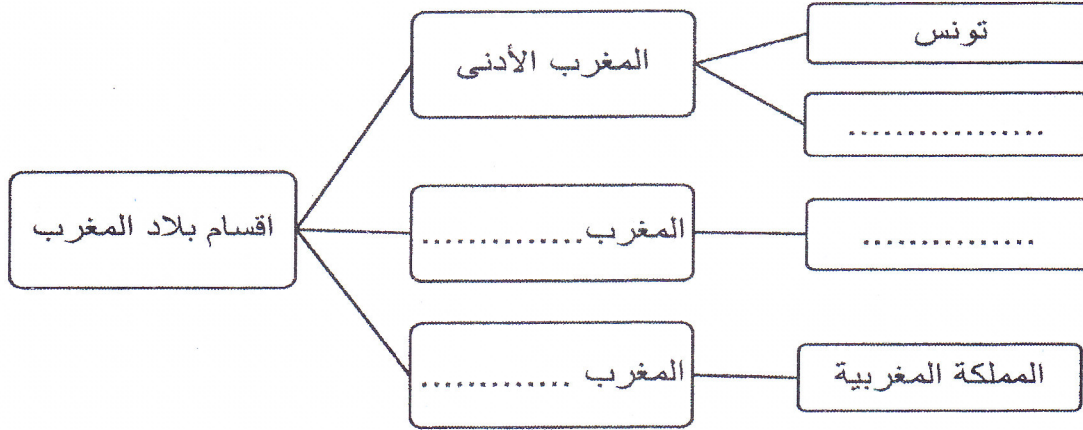 تونس
المغرب الأدنى
.................
اقسام بلاد المغرب
المغرب..............
...............
المغرب .............
المملكة المغربية